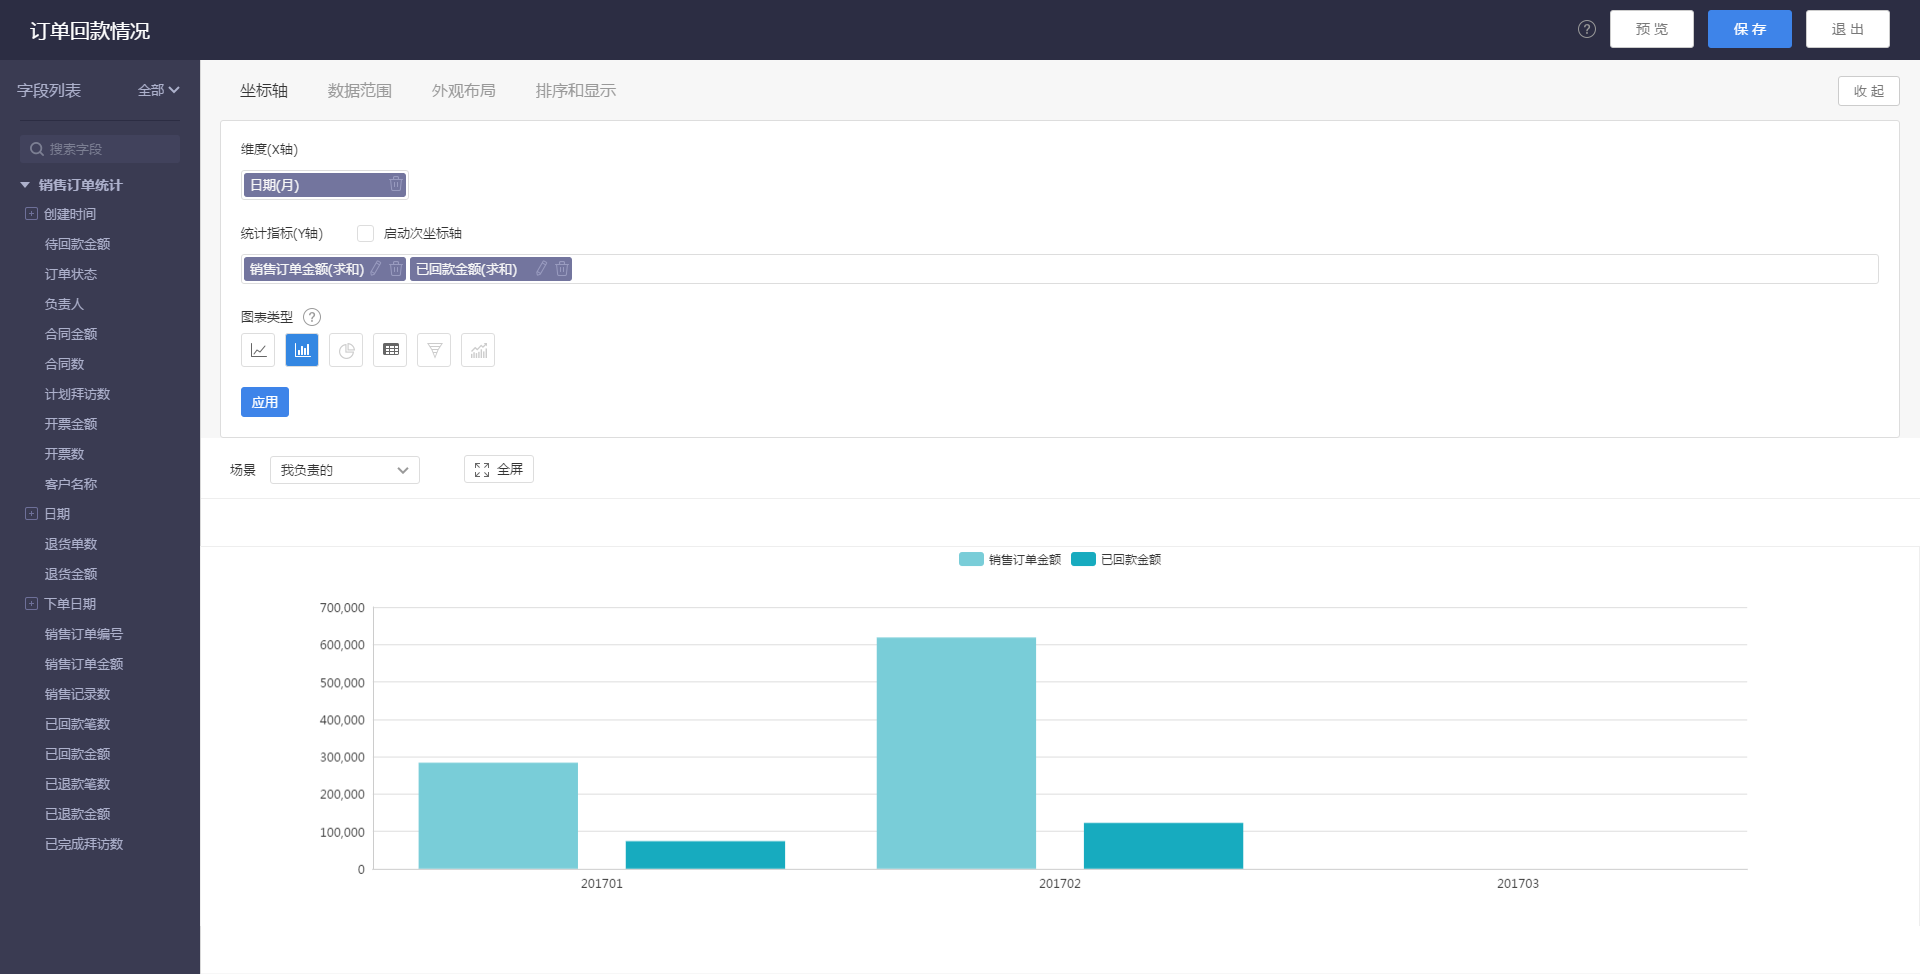 订单回款情况
?
预 览
保 存
退 出
字段列表
全部
搜索字段
销售订单统计
创建时间
待回款金额
订单状态
负责人
合同金额
合同数
计划拜访数
开票金额
开票数
客户名称
日期
退货单数
退货金额
下单日期
销售订单编号
销售订单金额
销售记录数
已回款笔数
已回款金额
已退款笔数
已退款金额
已完成拜访数
坐标轴
数据范围
外观布局
排序和显示
收 起
维度(X轴)
日期(月)
统计指标(Y轴)
启动次坐标轴
销售订单金额(求和)
已回款金额(求和)
图表类型
?
应用
场景
我负责的
全屏
销售订单金额
已回款金额
700,000
600,000
500,000
400,000
300,000
200,000
100,000
0
201701
201702
201703